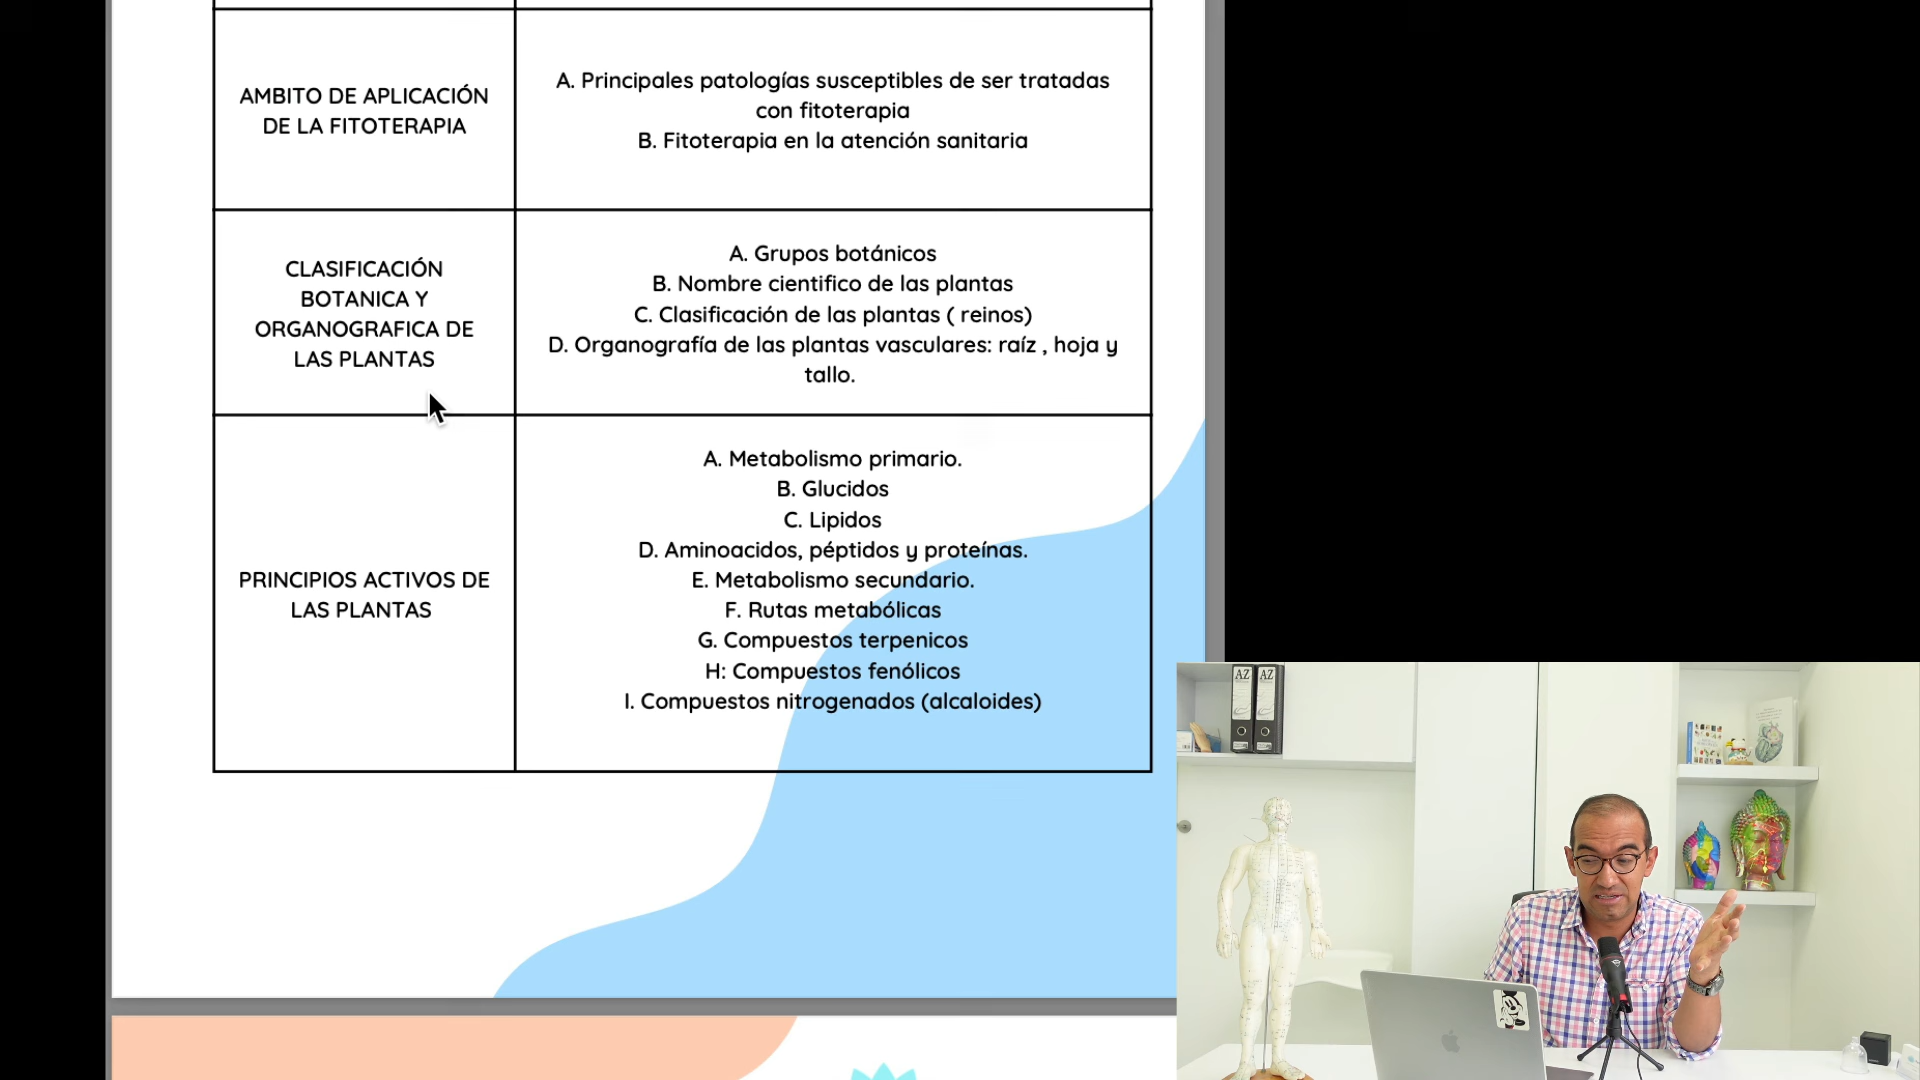 AMBITO DE APLICACIÓN
DE LA FITOTERAPIA
A. Principales patologías susceptibles de ser tratadas
con fitoterapia
B. Fitoterapia en la atención sanitaria
CLASIFICACIÓN
BOTANICA Y
ORGANOGRAFICA DE
LAS PLANTAS
A. Grupos botánicos
B. Nombre cientifico de las plantas
C. Clasificación de las plantas ( reinos)
D. Organografía de las plantas vasculares: raíz , hoja y
tallo.
PRINCIPIOS ACTIVOS DE
LAS PLANTAS
A. Metabolismo primario.
B. Glucidos
C. Lipidos
D. Aminoacidos, péptidos y proteínas.
E. Metabolismo secundario.
F. Rutas metabólicas
G. Compuestos terpenicos
H: Compuestos fenólicos
I. Compuestos nitrogenados (alcaloides)
AZ
AZ